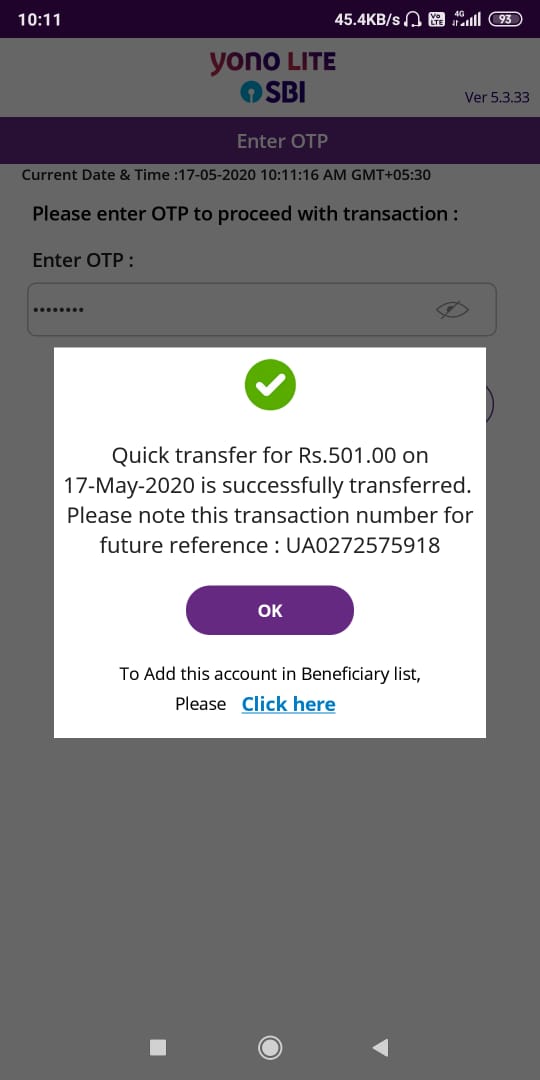 10:11
45.4KB/s Vo LTE 4G 93
yono LITE
SBI
Ver 5.3.33
Enter OTP
Current Date & Time :17-05-2020 10:11:16 AM GMT+05:30
Please enter OTP to proceed with transaction :
Enter OTP :
••••••••
Quick transfer for Rs.501.00 on
17-May-2020 is successfully transferred.
Please note this transaction number for
future reference : UA0272575918
OK
To Add this account in Beneficiary list,
Please Click here